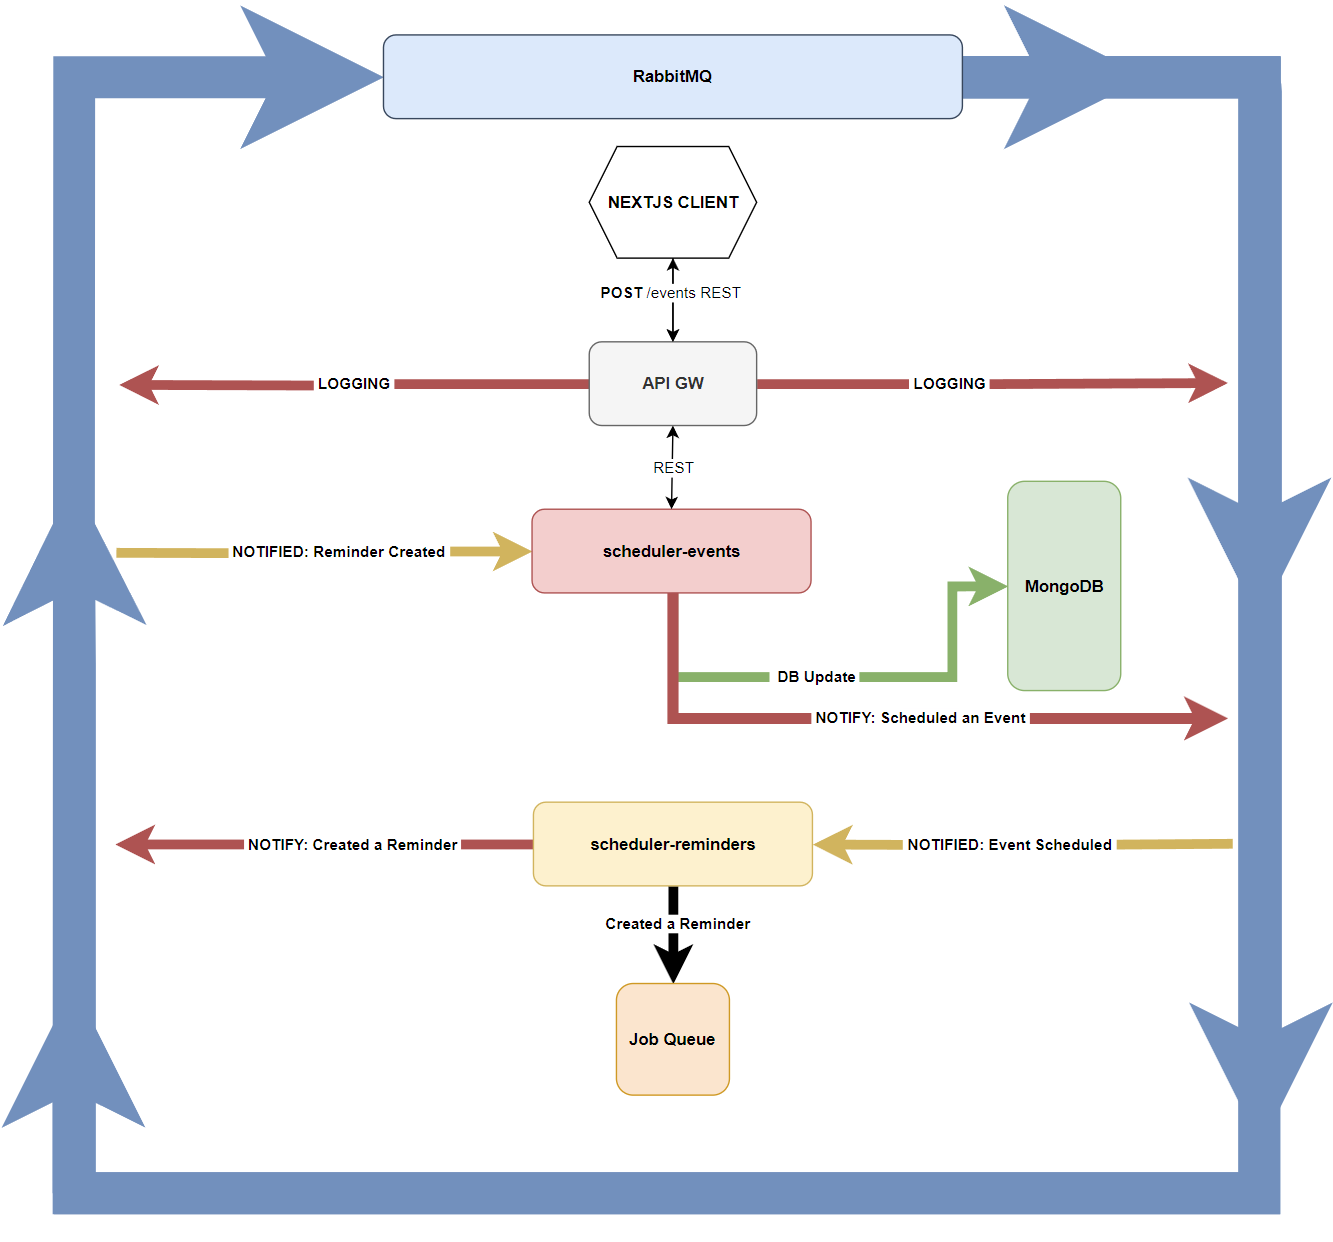 RabbitMQ
NEXTJS CLIENT
POST /events REST
LOGGING
API GW
LOGGING
REST
NOTIFIED: Reminder Created
scheduler-events
MongoDB
DB Update
NOTIFY: Scheduled an Event
NOTIFY: Created a Reminder
scheduler-reminders
NOTIFIED: Event Scheduled
Created a Reminder
Job Queue